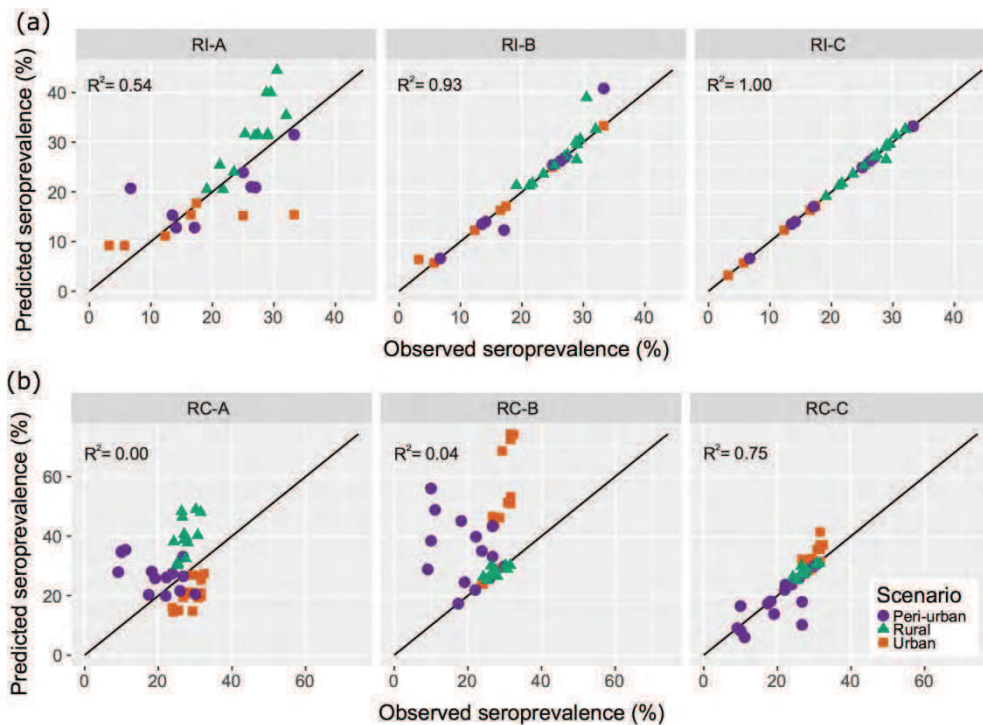 (a)
RI-A RI-B RI-C
R²= 0.54 R²= 0.93 R²= 1.00
Predicted seroprevalence (%)
40
30
20
10
0
0 10 20 30 40 0 10 20 30 40 0 10 20 30 40
Observed seroprevalence (%)
(b)
RC-A RC-B RC-C
R²= 0.00 R²= 0.04 R²= 0.75
Predicted seroprevalence (%)
60
40
20
0
Scenario
Peri-urban
Rural
Urban
0 20 40 60 0 20 40 60 0 20 40 60
Observed seroprevalence (%)